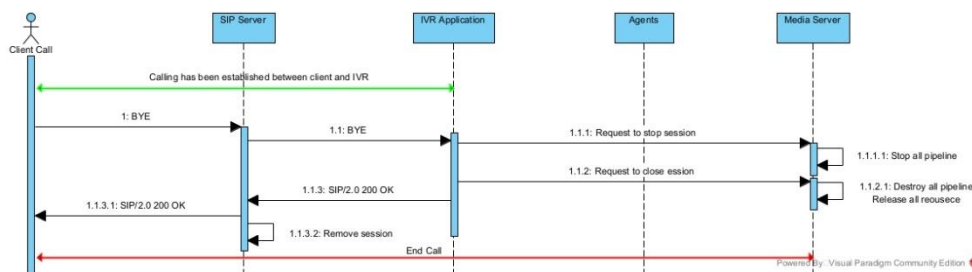 SIP Server
IVR Application
Agents
Media Server
Client Call
Calling has been established between client and IVR
1: BYE
1.1: BYE
1.1.1: Request to stop session
1.1.1.1: Stop all pipeline
1.1.2: Request to close ession
1.1.2.1: Destroy all pipeline
Release all reousece
1.1.3: SIP/2.0 200 OK
1.1.3.1: SIP/2.0 200 OK
1.1.3.2: Remove session
End Call
Powered By: Visual Paradigm Community Edition